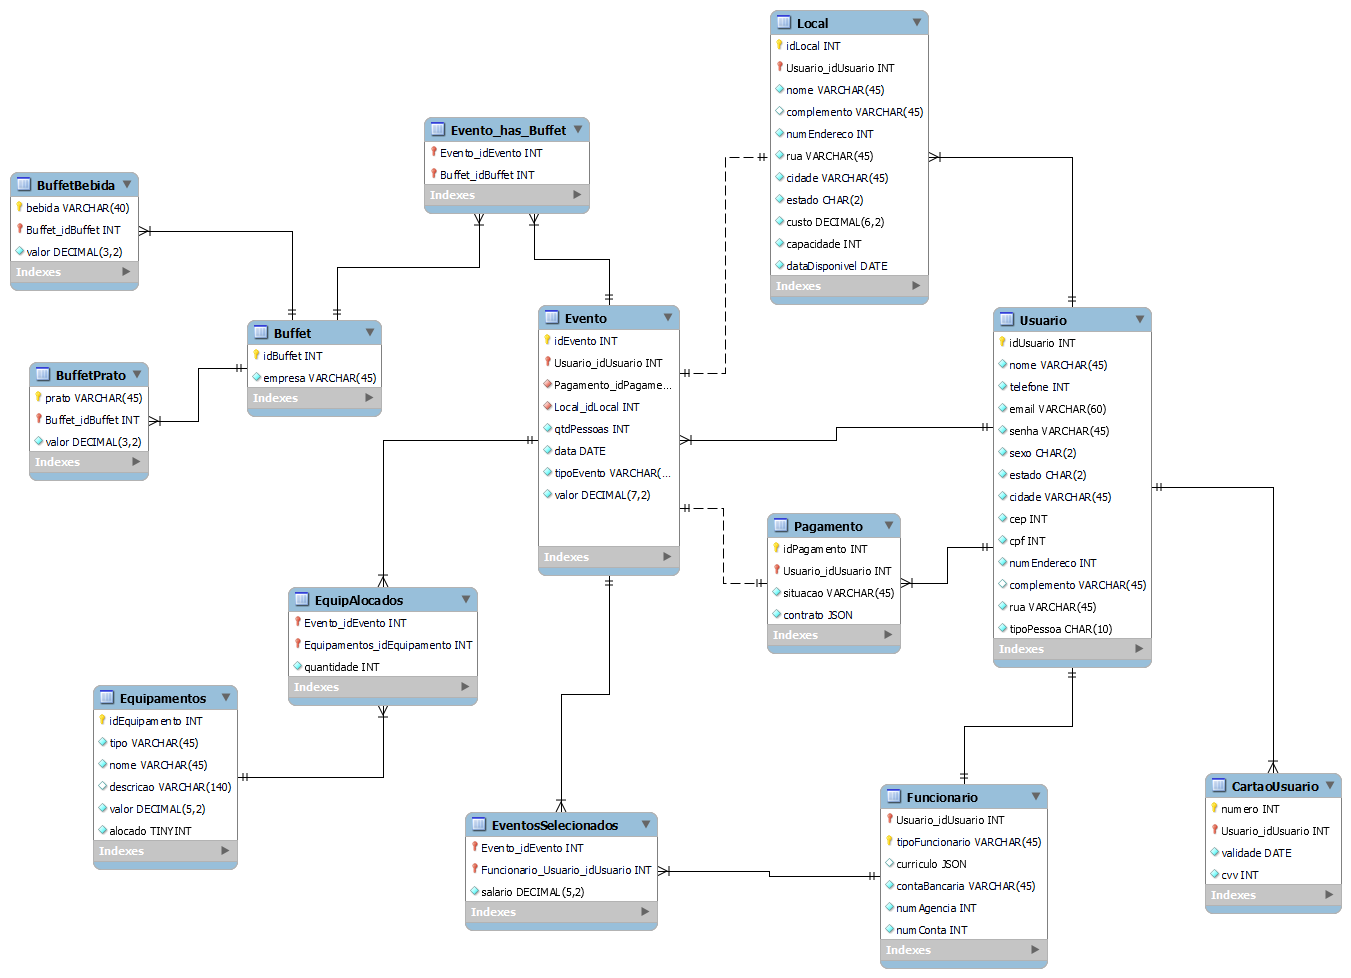 Local
idLocal INT
Usuario_idUsuario INT
nome VARCHAR(45)
complemento VARCHAR(45)
numEndereco INT
rua VARCHAR(45)
cidade VARCHAR(45)
estado CHAR(2)
custo DECIMAL(6,2)
capacidade INT
dataDisponivel DATE
Indexes
Evento_has_Buffet
Evento_idEvento INT
Buffet_idBuffet INT
Indexes
BuffetBebida
bebida VARCHAR(40)
Buffet_idBuffet INT
valor DECIMAL(3,2)
Indexes
Buffet
idBuffet INT
empresa VARCHAR(45)
Indexes
BuffetPrato
prato VARCHAR(45)
Buffet_idBuffet INT
valor DECIMAL(3,2)
Indexes
Evento
idEvento INT
Usuario_idUsuario INT
Pagamento_idPagame...
Local_idLocal INT
qtdPessoas INT
data DATE
tipoEvento VARCHAR(...
valor DECIMAL(7,2)
Indexes
Usuario
idUsuario INT
nome VARCHAR(45)
telefone INT
email VARCHAR(60)
senha VARCHAR(45)
sexo CHAR(2)
estado CHAR(2)
cidade VARCHAR(45)
cep INT
cpf INT
numEndereco INT
complemento VARCHAR(45)
rua VARCHAR(45)
tipoPessoa CHAR(10)
Indexes
Pagamento
idPagamento INT
Usuario_idUsuario INT
situacao VARCHAR(45)
contrato JSON
Indexes
EquipAlocados
Evento_idEvento INT
Equipamentos_idEquipamento INT
quantidade INT
Indexes
Equipamentos
idEquipamento INT
tipo VARCHAR(45)
nome VARCHAR(45)
descricao VARCHAR(140)
valor DECIMAL(5,2)
alocado TINYINT
Indexes
EventosSelecionados
Evento_idEvento INT
Funcionario_Usuario_idUsuario INT
salario DECIMAL(5,2)
Indexes
Funcionario
Usuario_idUsuario INT
tipoFuncionario VARCHAR(45)
curriculo JSON
contaBancaria VARCHAR(45)
numAgencia INT
numConta INT
Indexes
CartaoUsuario
numero INT
Usuario_idUsuario INT
validade DATE
cvv INT
Indexes